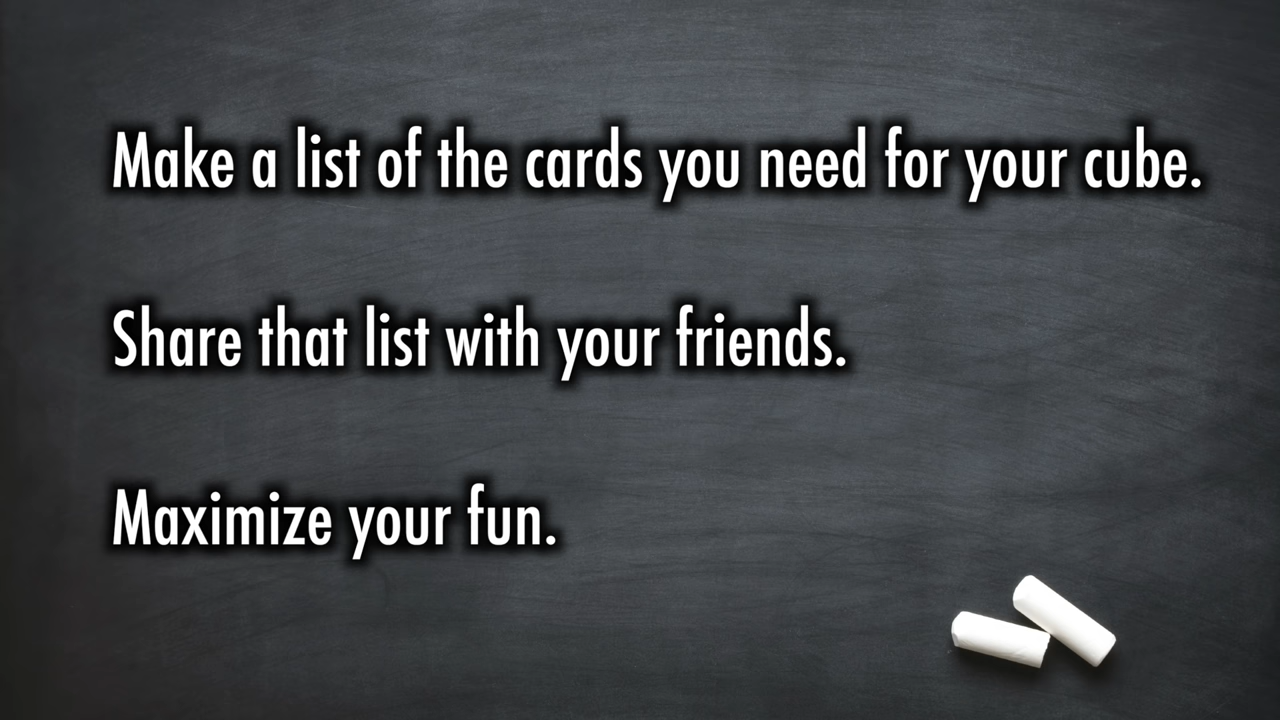 Make a list of the cards you need for your cube.
Share that list with your friends.
Maximize your fun.